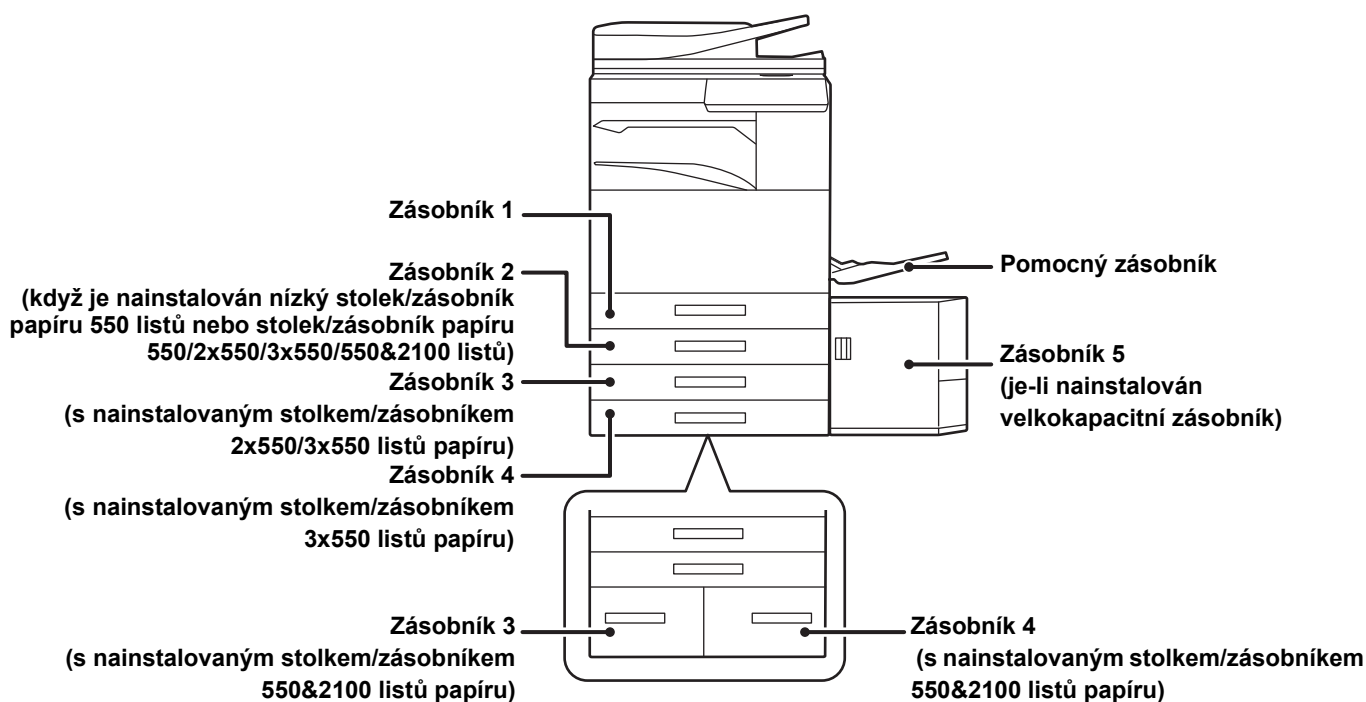 Zásobník 1
Zásobník 2
(když je nainstalován nízký stolek/zásobník
papíru 550 listů nebo stolek/zásobník papíru
550/2x550/3x550/550&2100 listů)
Zásobník 3
(s nainstalovaným stolkem/zásobníkem
2x550/3x550 listů papíru)
Zásobník 4
(s nainstalovaným stolkem/zásobníkem
3x550 listů papíru)
Zásobník 3
(s nainstalovaným stolkem/zásobníkem
550&2100 listů papíru)
Pomocný zásobník
Zásobník 5
(je-li nainstalován
velkokapacitní zásobník)
Zásobník 4
(s nainstalovaným stolkem/zásobníkem
550&2100 listů papíru)